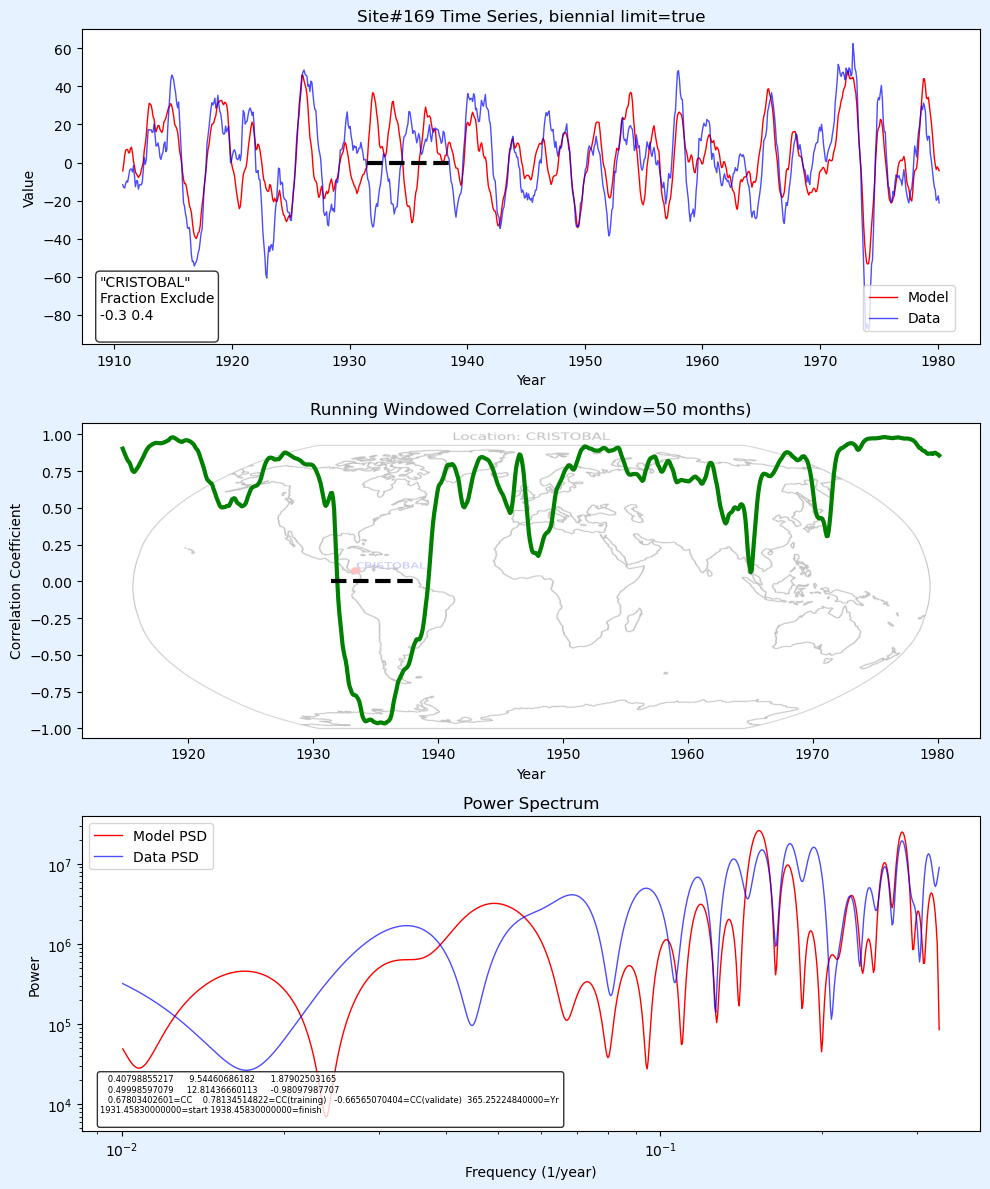 Site#169 Time Series, biennial limit=true
60
40
20
0
−20
−40
−60
−80
Value
"CRISTOBAL"
Fraction Exclude
-0.3 0.4
Model
Data
1910 1920 1930 1940 1950 1960 1970 1980
Year
Running Windowed Correlation (window=50 months)
Location: CRISTOBAL
1.00
0.75
0.50
0.25
0.00
−0.25
−0.50
−0.75
−1.00
Correlation Coefficient
CRISTOBAL
1920 1930 1940 1950 1960 1970 1980
Year
Power Spectrum
Model PSD
Data PSD
10⁷
10⁶
10⁵
10⁴
Power
0.40798855217 9.54460686182 1.87902503165
0.49998597079 12.81436660113 -0.98097987707
0.67803402601=CC 0.78134514822=CC(training) -0.66565070404=CC(validate) 365.25224840000=Yr
1931.45830000000=start 1938.45830000000=finish
10⁻² 10⁻¹
Frequency (1/year)